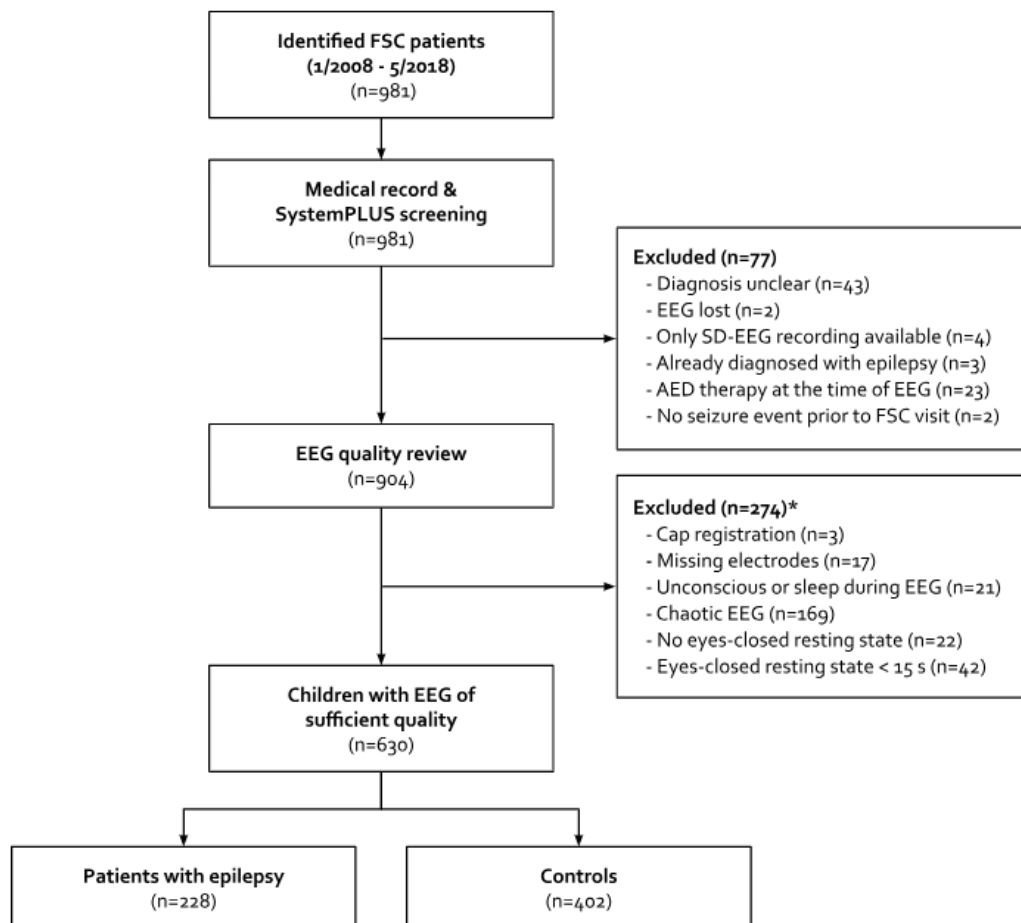 Identified FSC patients
(1/2008 - 5/2018)
(n=981)
Medical record &
SystemPLUS screening
(n=981)
Excluded (n=77)
- Diagnosis unclear (n=43)
- EEG lost (n=2)
- Only SD-EEG recording available (n=4)
- Already diagnosed with epilepsy (n=3)
- AED therapy at the time of EEG (n=23)
- No seizure event prior to FSC visit (n=2)
EEG quality review
(n=904)
Excluded (n=274)*
- Cap registration (n=3)
- Missing electrodes (n=17)
- Unconscious or sleep during EEG (n=21)
- Chaotic EEG (n=169)
- No eyes-closed resting state (n=22)
- Eyes-closed resting state < 15 s (n=42)
Children with EEG of
sufficient quality
(n=630)
Patients with epilepsy
(n=228)
Controls
(n=402)